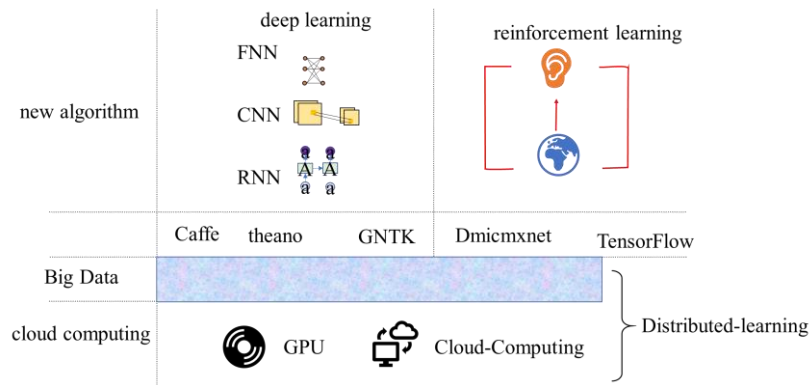 deep learning
reinforcement learning
FNN
new algorithm
CNN
RNN
a a
A A
a a
Caffe theano GNTK Dmicmxnet TensorFlow
Big Data
cloud computing
GPU Cloud-Computing
Distributed-learning